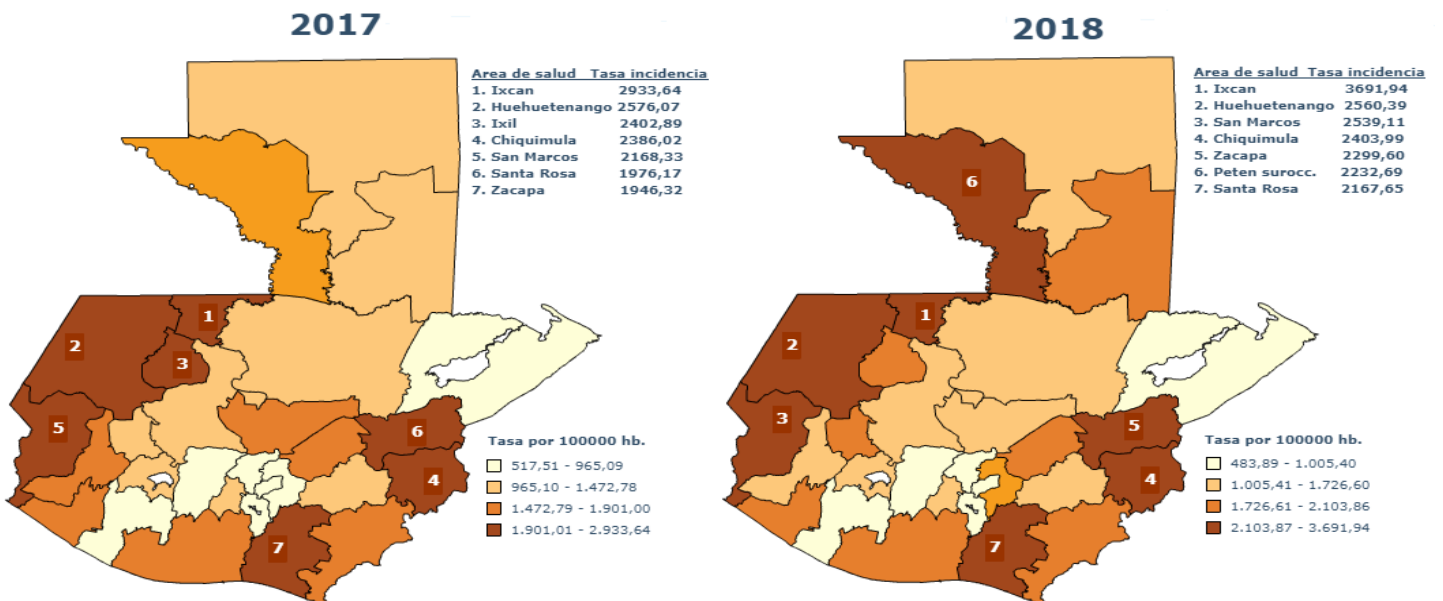 2017
Area de salud Tasa incidencia
1. Ixcan 2933,64
2. Huehuetenango 2576,07
3. Ixil 2402,89
4. Chiquimula 2386,02
5. San Marcos 2168,33
6. Santa Rosa 1976,17
7. Zacapa 1946,32
1
2
3
5
6
4
7
Tasa por 100000 hb.
517,51 - 965,09
965,10 - 1.472,78
1.472,79 - 1.901,00
1.901,01 - 2.933,64
2018
Area de salud Tasa incidencia
1. Ixcan 3691,94
2. Huehuetenango 2560,39
3. San Marcos 2539,11
4. Chiquimula 2403,99
5. Zacapa 2299,60
6. Peten surocc. 2232,69
7. Santa Rosa 2167,65
6
1
2
3
5
4
7
Tasa por 100000 hb.
483,89 - 1.005,40
1.005,41 - 1.726,60
1.726,61 - 2.103,86
2.103,87 - 3.691,94